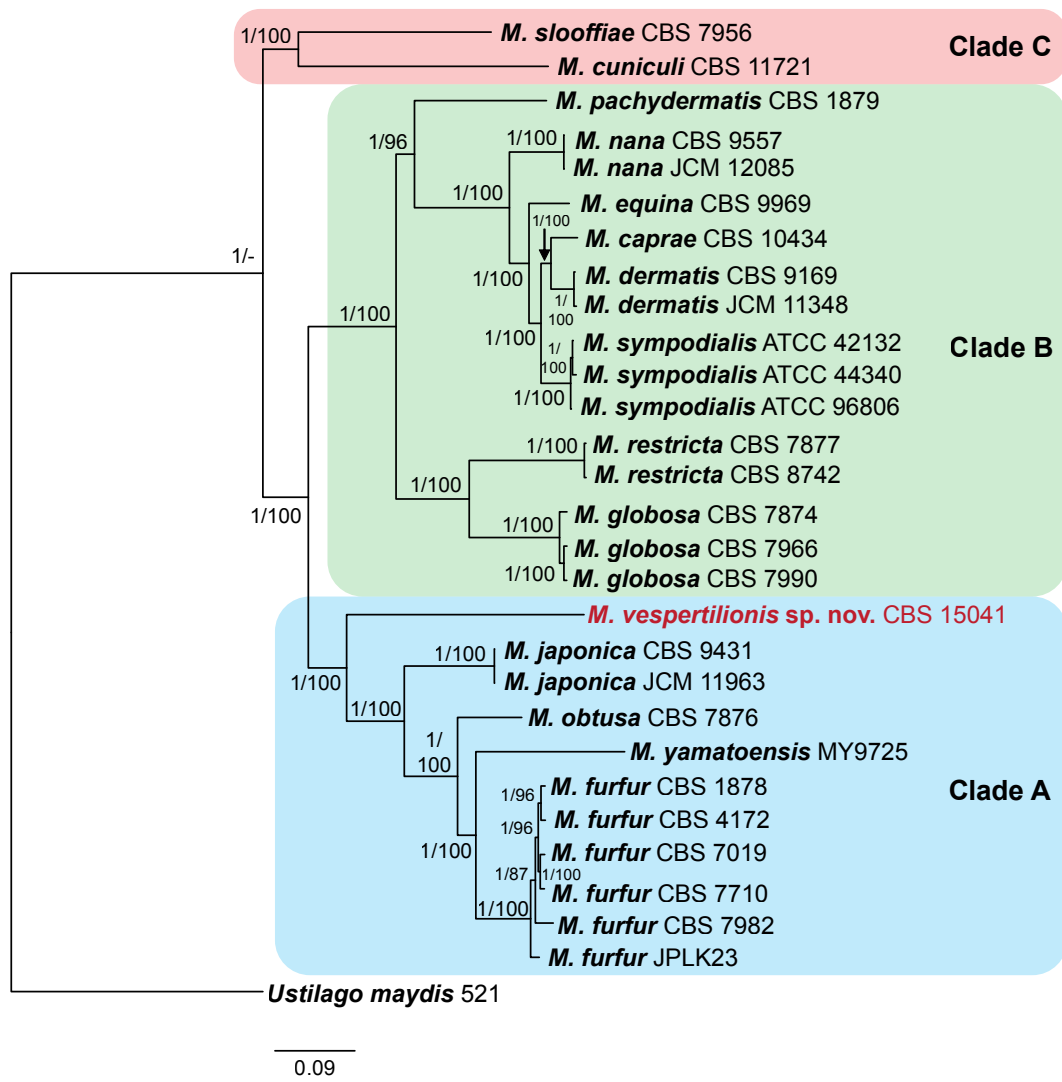 1/100
M. slooffiae CBS 7956
Clade C
M. cuniculi CBS 11721
M. pachydermatis CBS 1879
1/96
1/100
M. nana CBS 9557
M. nana JCM 12085
1/100
M. equina CBS 9969
1/100
M. caprae CBS 10434
1/100
M. dermatis CBS 9169
1/
100
M. dermatis JCM 11348
1/-
1/100
1/100
M. sympodialis ATCC 42132
Clade B
1/
100
M. sympodialis ATCC 44340
1/100
M. sympodialis ATCC 96806
1/100
M. restricta CBS 7877
M. restricta CBS 8742
1/100
1/100
M. globosa CBS 7874
1/100
M. globosa CBS 7966
1/100
M. globosa CBS 7990
M. vespertilionis sp. nov. CBS 15041
1/100
M. japonica CBS 9431
1/100
M. japonica JCM 11963
1/100
M. obtusa CBS 7876
1/
100
M. yamatoensis MY9725
M. furfur CBS 1878
Clade A
1/96
M. furfur CBS 4172
1/96
M. furfur CBS 7019
1/100
1/87
1/100
M. furfur CBS 7710
1/100
M. furfur CBS 7982
M. furfur JPLK23
Ustilago maydis 521
0.09